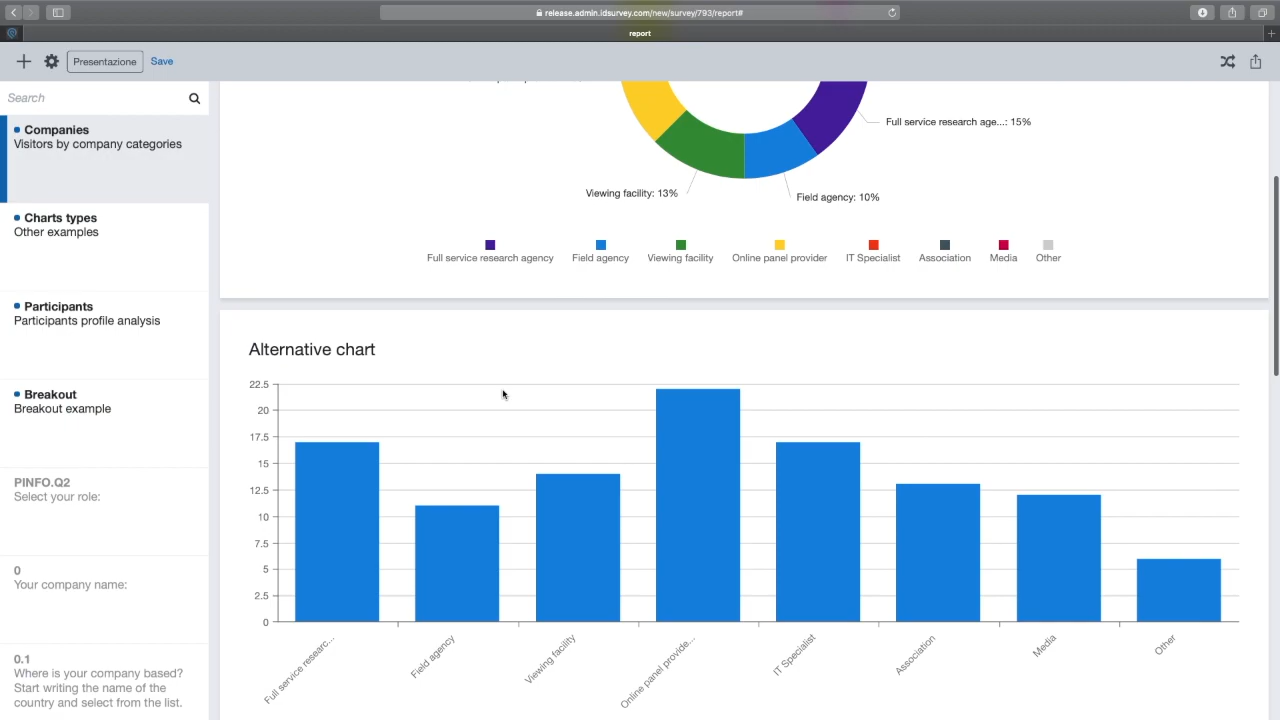 release.admin.idsurvey.com/new/survey/793/report#
report
Presentazione
Save
Search
Companies
Visitors by company categories
Charts types
Other examples
Participants
Participants profile analysis
Breakout
Breakout example
PINFO.Q2
Select your role:
0
Your company name:
0.1
Where is your company based?
Start writing the name of the
country and select from the list.
Full service research age...: 15%
Viewing facility: 13%
Field agency: 10%
Full service research agency
Field agency
Viewing facility
Online panel provider
IT Specialist
Association
Media
Other
Alternative chart
22.5
20
17.5
15
12.5
10
7.5
5
2.5
0
Full service researc...
Field agency
Viewing facility
Online panel provide...
IT Specialist
Association
Media
Other